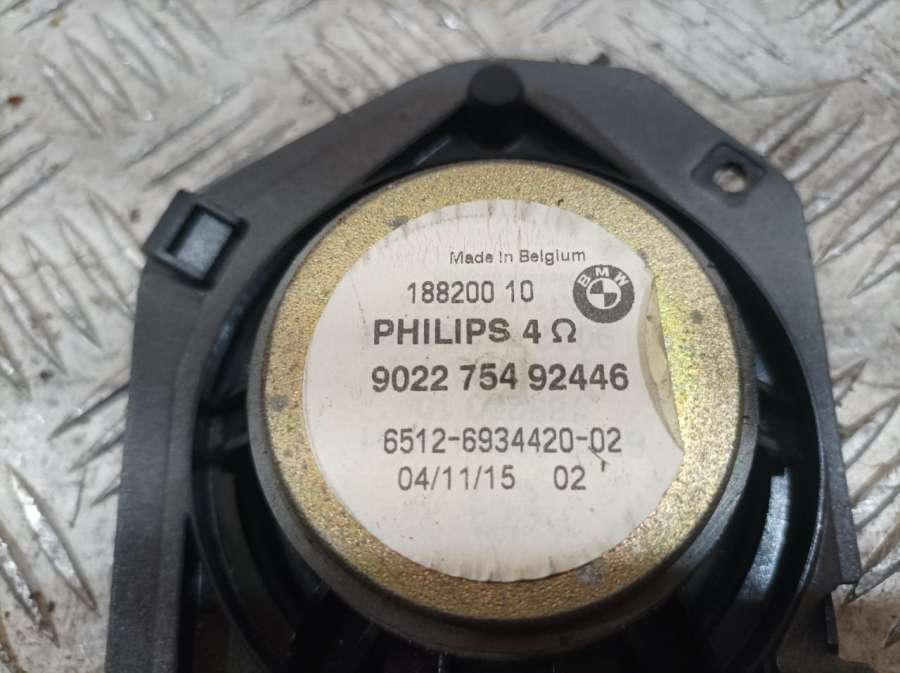 Made in Belgium
188200 10
BMW
PHILIPS 4 Ω
9022 754 92446
6512-6934420-02
04/11/15 02